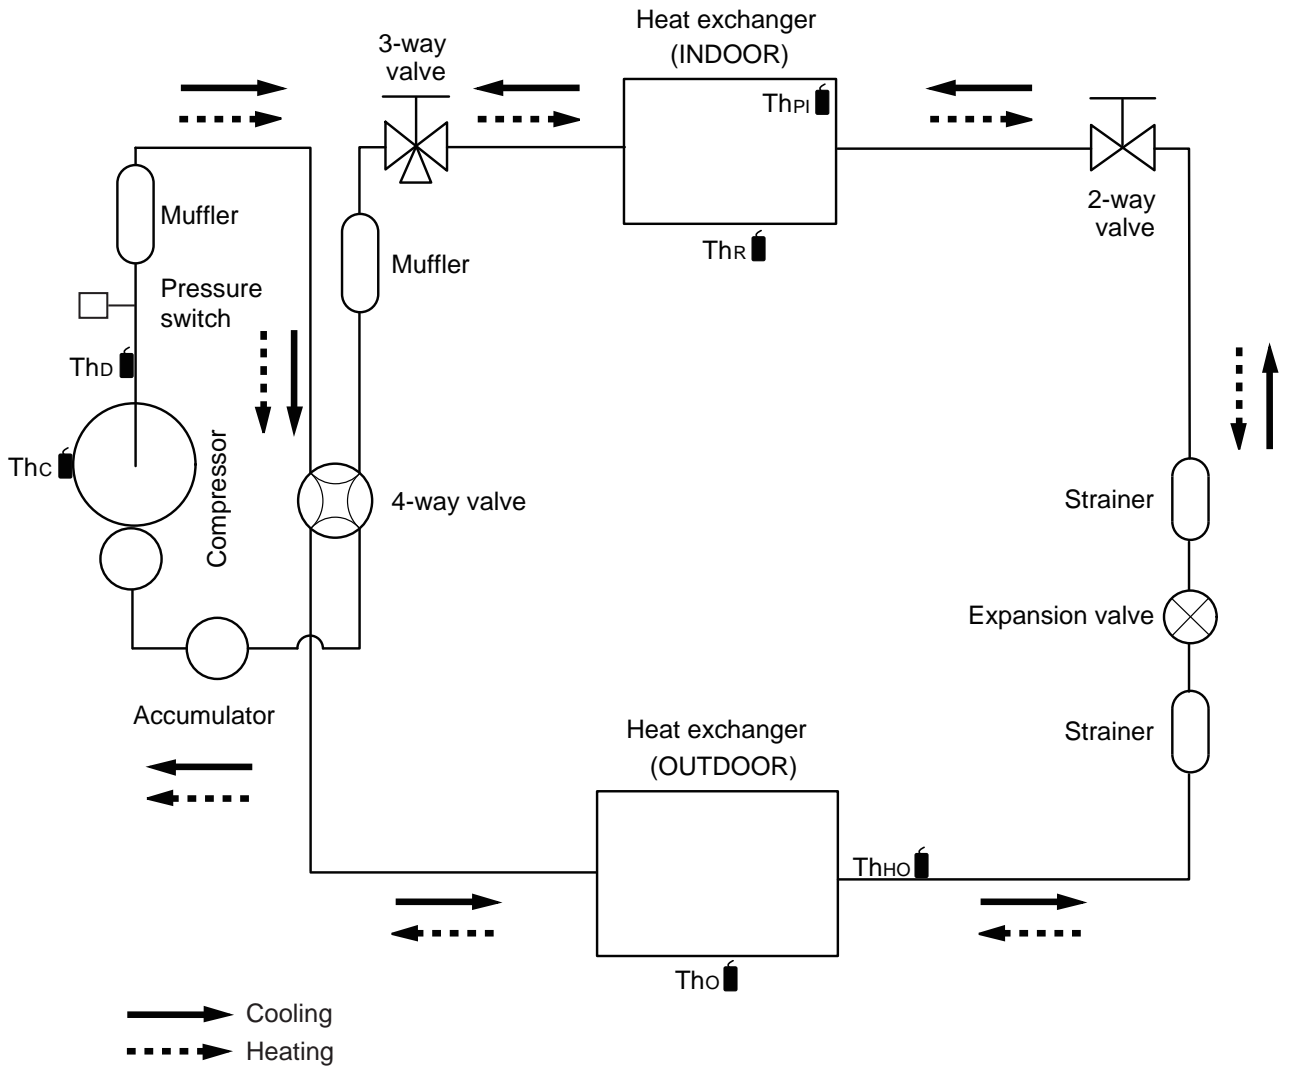 Heat exchanger
(INDOOR)
3-way
valve
ThPI
2-way
valve
Muffler
ThR
Muffler
Pressure
switch
ThD
ThC
Compressor
4-way valve
Strainer
Expansion valve
Accumulator
Heat exchanger
(OUTDOOR)
Strainer
ThHO
ThO
Cooling
Heating